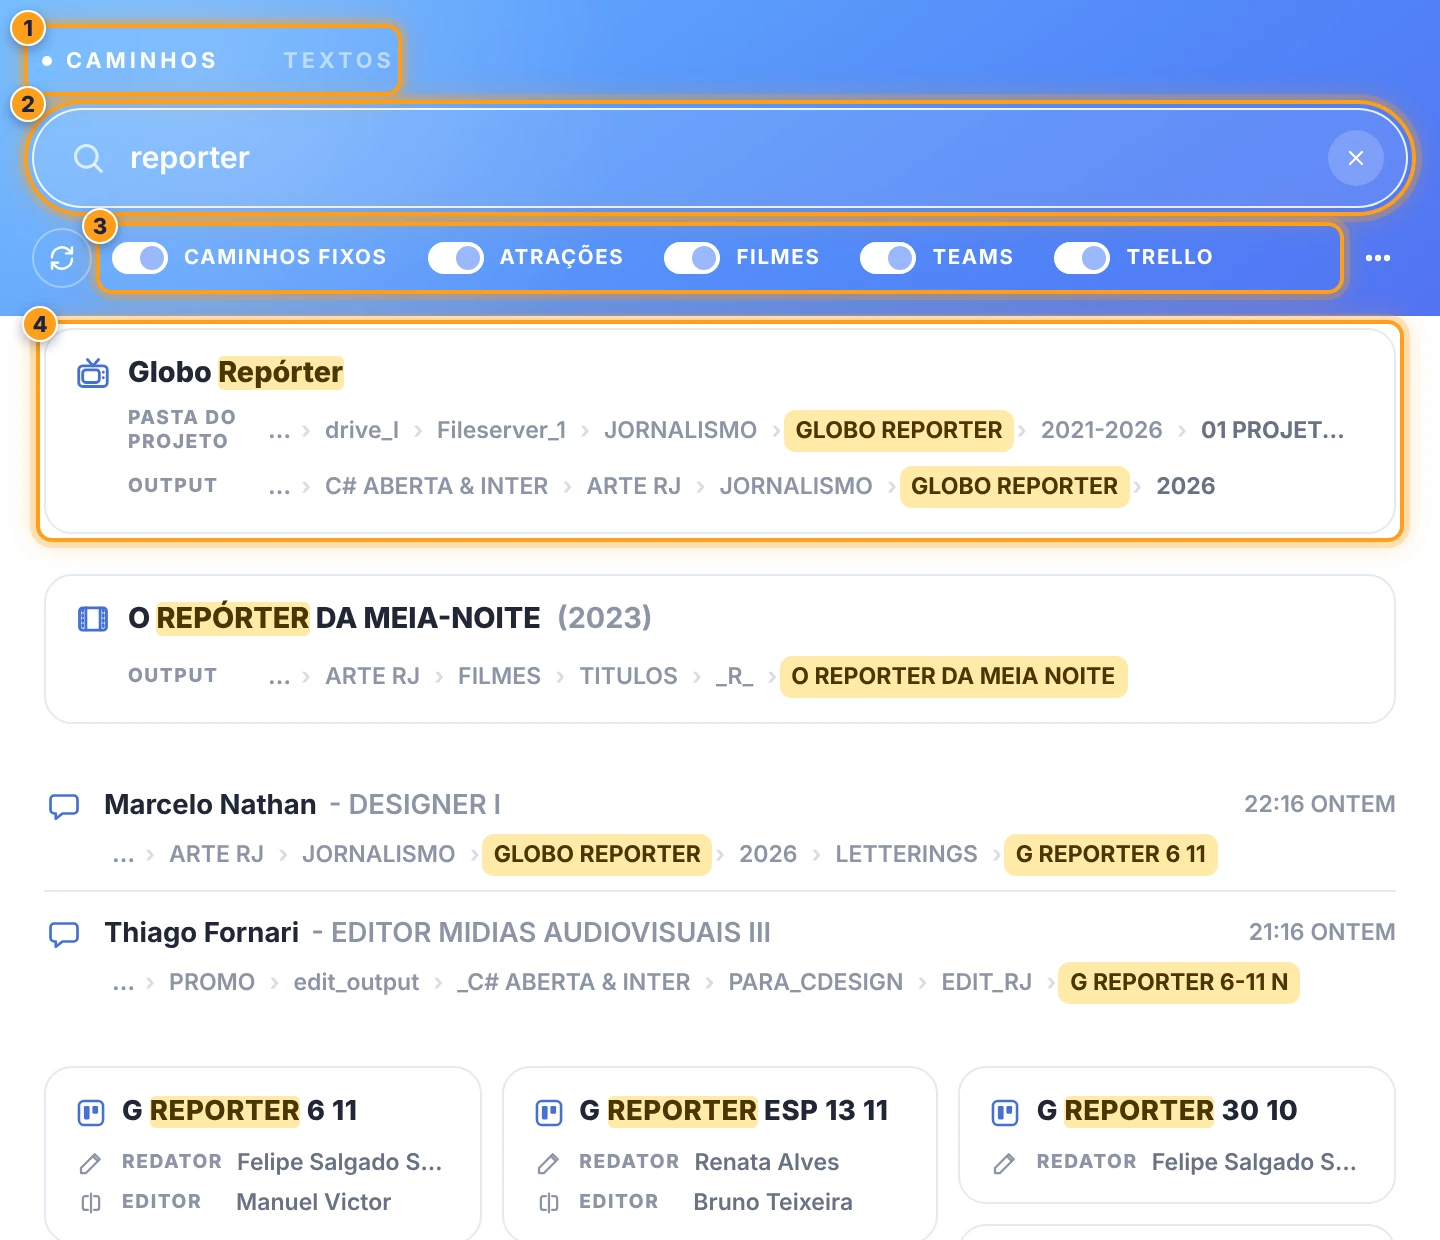 1
CAMINHOS TEXTOS
2
reporter
3
CAMINHOS FIXOS ATRAÇÕES FILMES TEAMS TRELLO
4
Globo Repórter
PASTA DO PROJETO ... › drive_I › Fileserver_1 › JORNALISMO › GLOBO REPORTER › 2021-2026 › 01 PROJET...
OUTPUT ... › C# ABERTA & INTER › ARTE RJ › JORNALISMO › GLOBO REPORTER › 2026
O REPÓRTER DA MEIA-NOITE (2023)
OUTPUT ... › ARTE RJ › FILMES › TITULOS › _R_ › O REPORTER DA MEIA NOITE
Marcelo Nathan - DESIGNER I 22:16 ONTEM
... › ARTE RJ › JORNALISMO › GLOBO REPORTER › 2026 › LETTERINGS › G REPORTER 6 11
Thiago Fornari - EDITOR MIDIAS AUDIOVISUAIS III 21:16 ONTEM
... › PROMO › edit_output › _C# ABERTA & INTER › PARA_CDESIGN › EDIT_RJ › G REPORTER 6-11 N
G REPORTER 6 11
REDATOR Felipe Salgado S...
EDITOR Manuel Victor
G REPORTER ESP 13 11
REDATOR Renata Alves
EDITOR Bruno Teixeira
G REPORTER 30 10
REDATOR Felipe Salgado S...